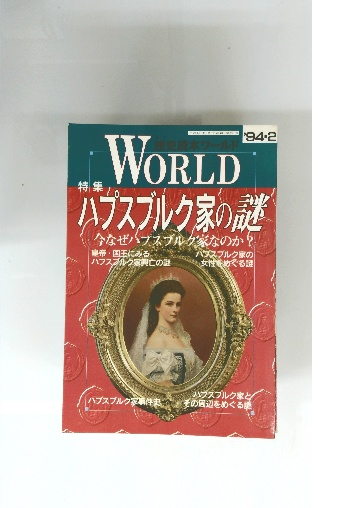 '94•2
歴史読本ワールド
WORLD
特集
ハプスブルク家の謎
今なぜハプスブルク家なのか?
皇帝・国王にみる
ハプスブルク家興亡の謎
ハプスブルク家の
女性をめぐる謎
ハプスブルク家事件史
ハプスブルク家と
その周辺をめぐる謎